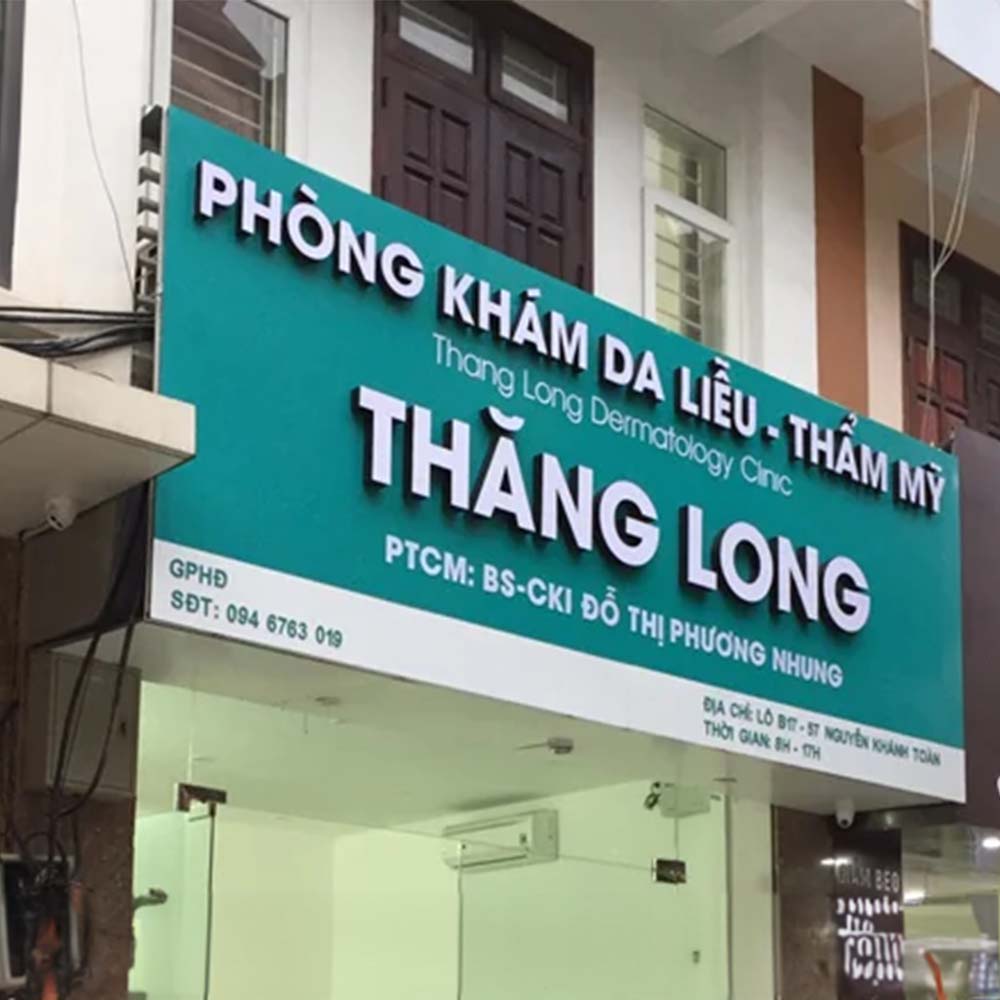 PHÒNG KHÁM DA LIỄU - THẨM MỸ
Thang Long Dermatology Clinic
THĂNG LONG
PTCM: BS-CKI ĐỖ THỊ PHƯƠNG NHUNG
GPHĐ
SĐT: 094 6763 019
ĐỊA CHỈ: LÔ B17 - 57 NGUYỄN KHÁNH TOÀN
THỜI GIAN: 8H - 17H